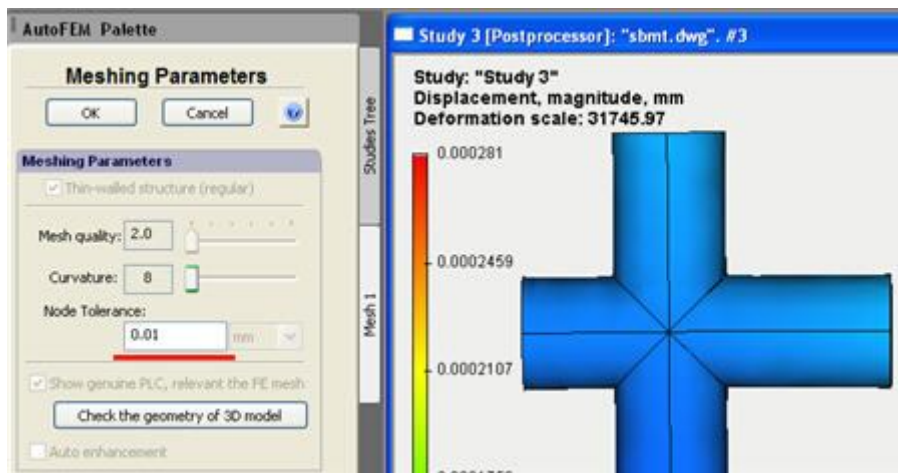 AutoFEM Palette
Meshing Parameters
OK
Cancel
Meshing Parameters
Thin-walled structure (regular)
Mesh quality: 2.0
Curvature: 8
Node Tolerance:
0.01 mm
Show genuine PLC, relevant the FE mesh
Check the geometry of 3D model
Auto enhancement
Studies Tree
Mesh 1
Study 3 [Postprocessor]: "sbmt.dwg". #3
Study: "Study 3"
Displacement, magnitude, mm
Deformation scale: 31745.97
0.000281
0.0002459
0.0002107